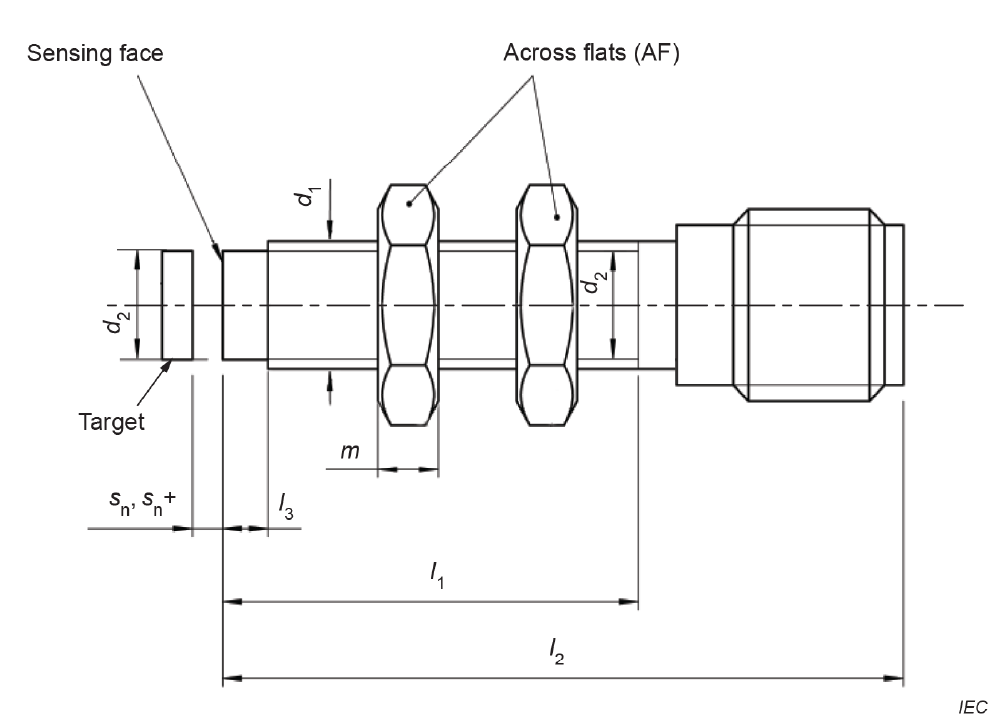 Sensing face
Across flats (AF)
d1
d2
d2
Target
m
sn, sn+
l3
l1
l2
IEC